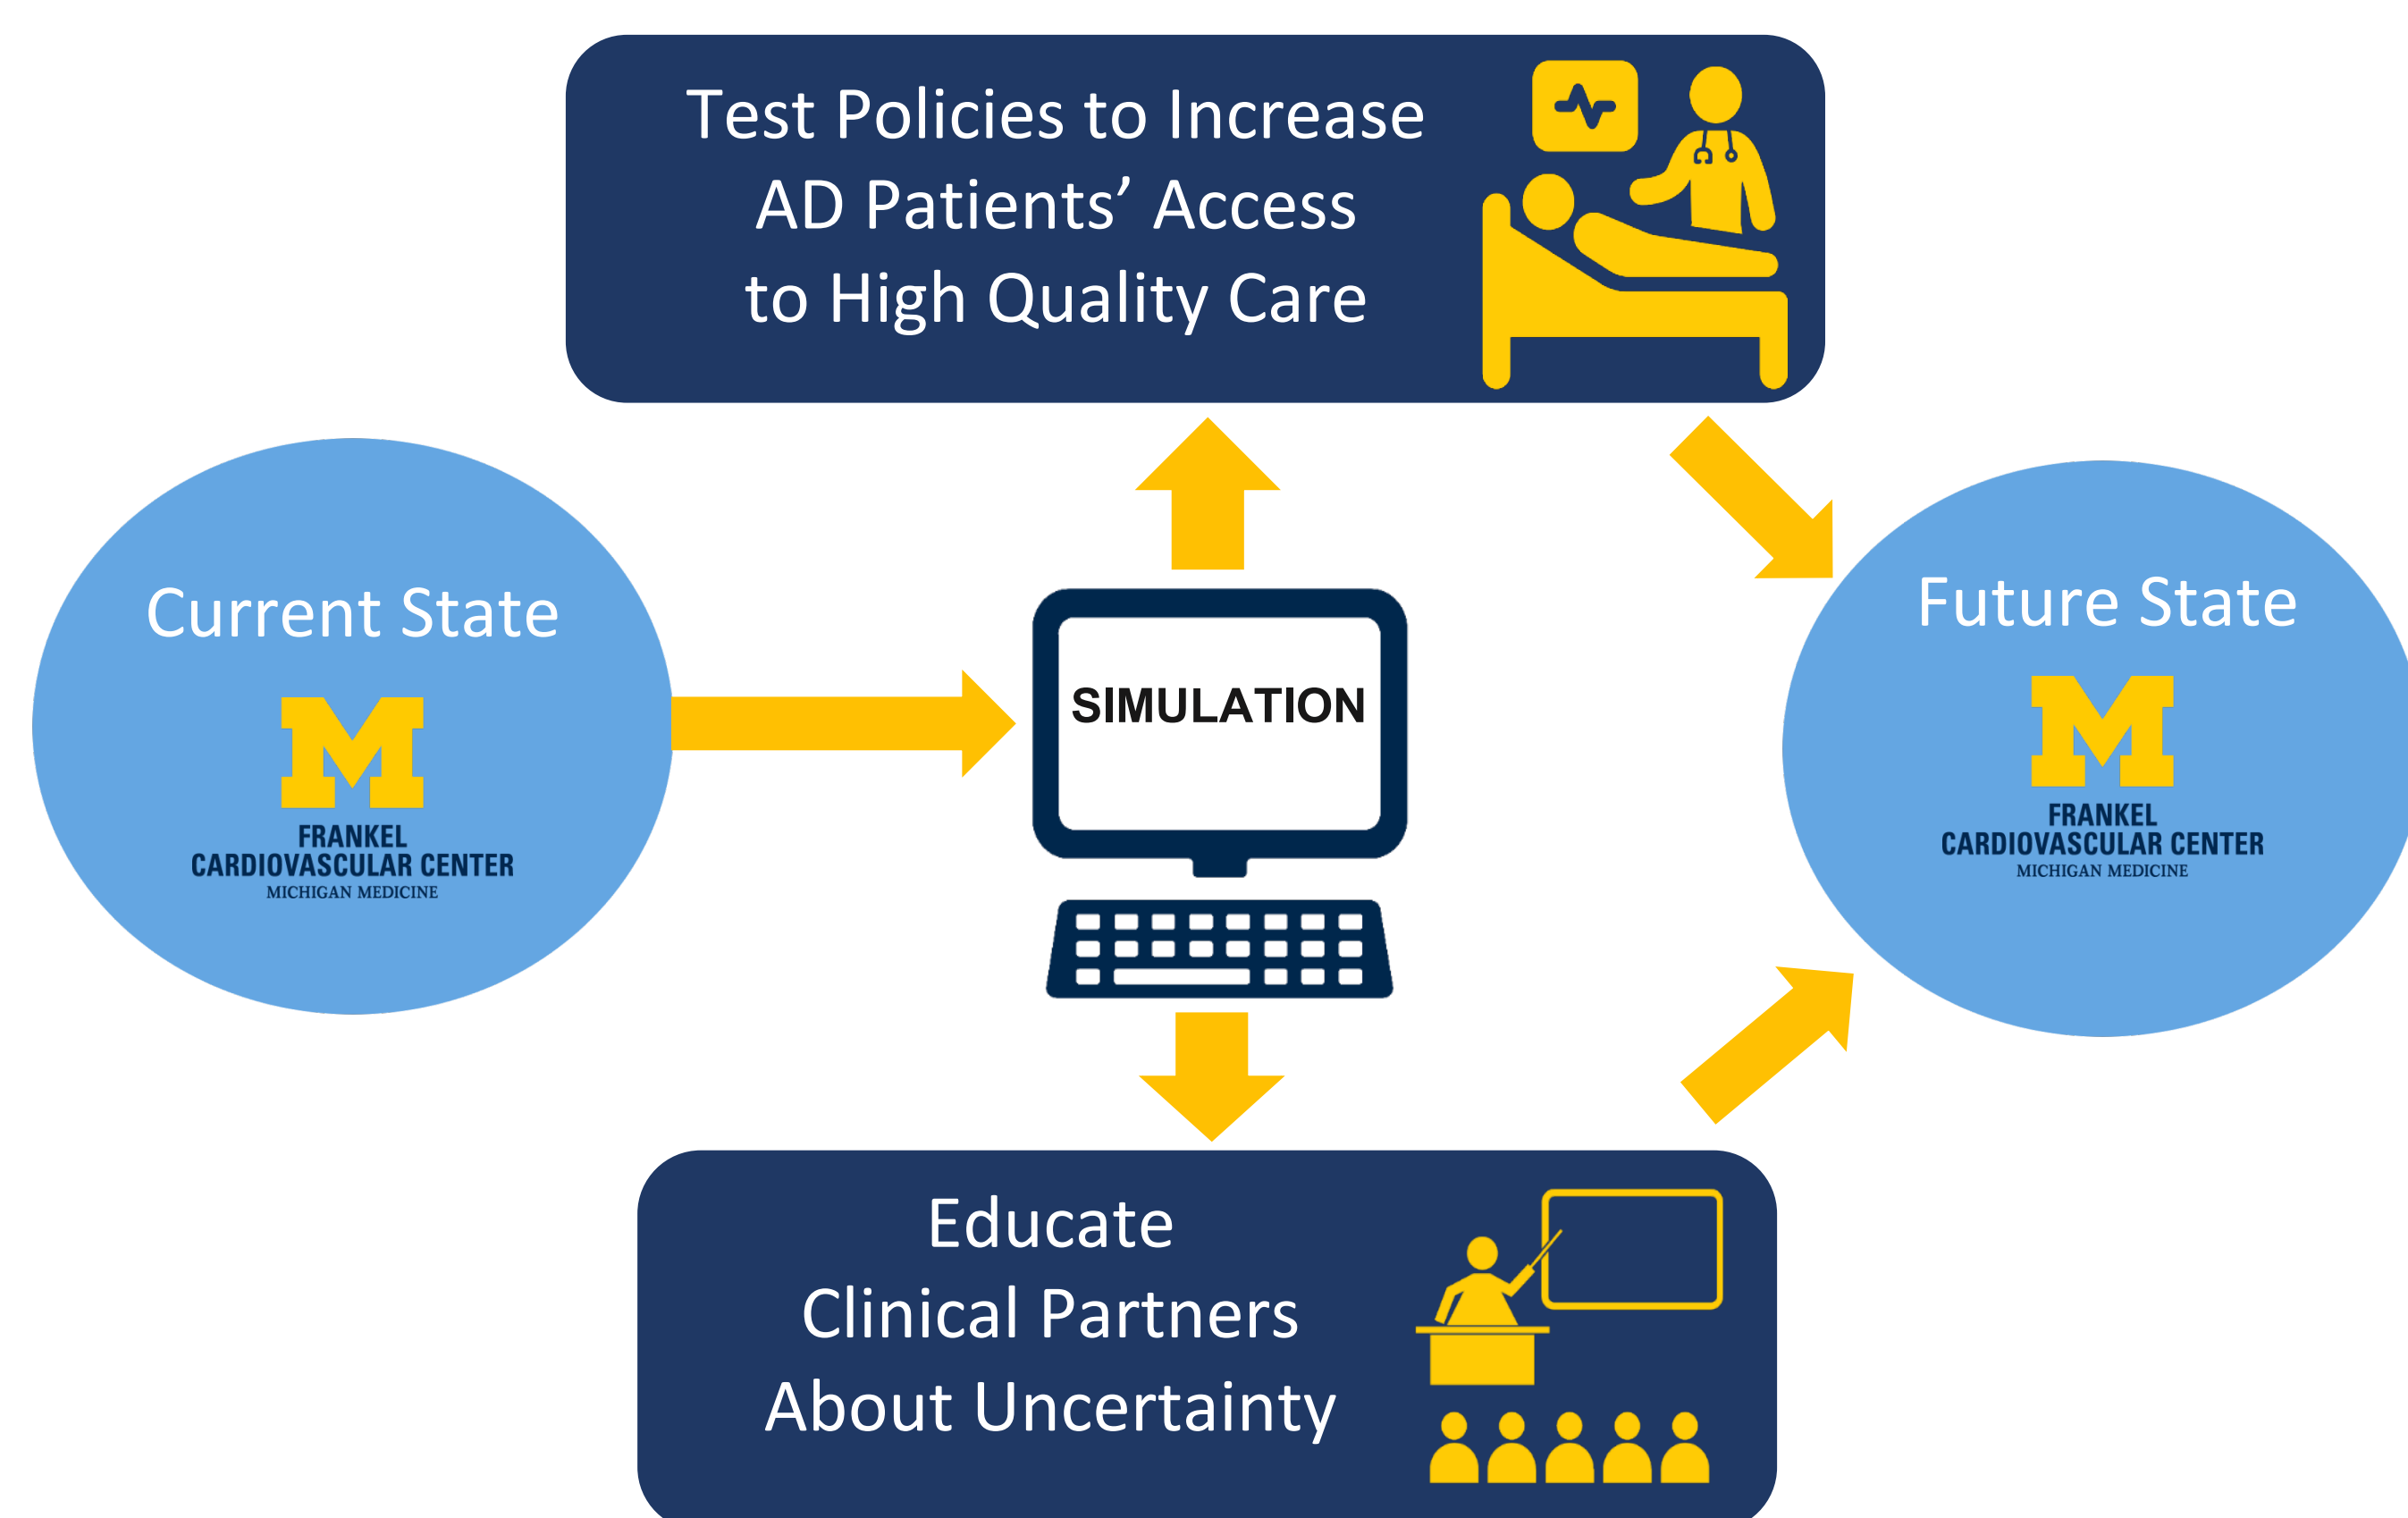 Test Policies to Increase
AD Patients’ Access
to High Quality Care
Current State
M
FRANKEL
CARDIOVASCULAR CENTER
MICHIGAN MEDICINE
SIMULATION
Future State
M
FRANKEL
CARDIOVASCULAR CENTER
MICHIGAN MEDICINE
Educate
Clinical Partners
About Uncertainty